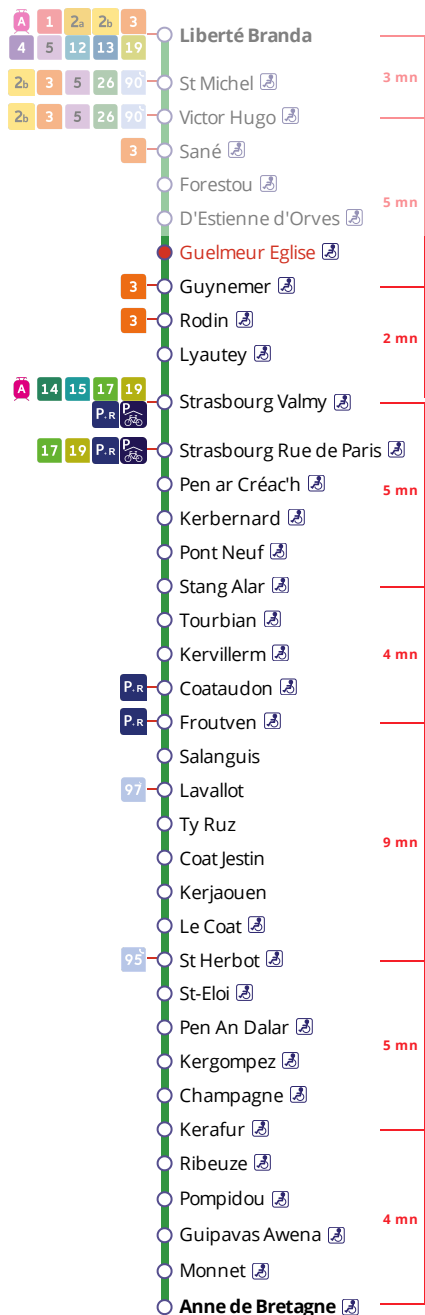 A 1 2a 2b 3
4 5 12 13 19
Liberté Branda
3 mn
2b 3 5 26 90 St Michel
2b 3 5 26 90 Victor Hugo
3 Sané
Forestou
5 mn
D'Estienne d'Orves
Guelmeur Eglise
3 Guynemer
3 Rodin
2 mn
Lyautey
A 14 15 17 19
P+R P
Strasbourg Valmy
17 19 P+R P Strasbourg Rue de Paris
Pen ar Créac'h
5 mn
Kerbernard
Pont Neuf
Stang Alar
Tourbian
Kervillerm
4 mn
P+R Coataudon
P+R Froutven
Salanguis
97 Lavallot
Ty Ruz
9 mn
Coat Jestin
Kerjaouen
Le Coat
95 St Herbot
St-Eloi
Pen An Dalar
5 mn
Kergompez
Champagne
Kerafur
Ribeuze
Pompidou
4 mn
Guipavas Awena
Monnet
Anne de Bretagne